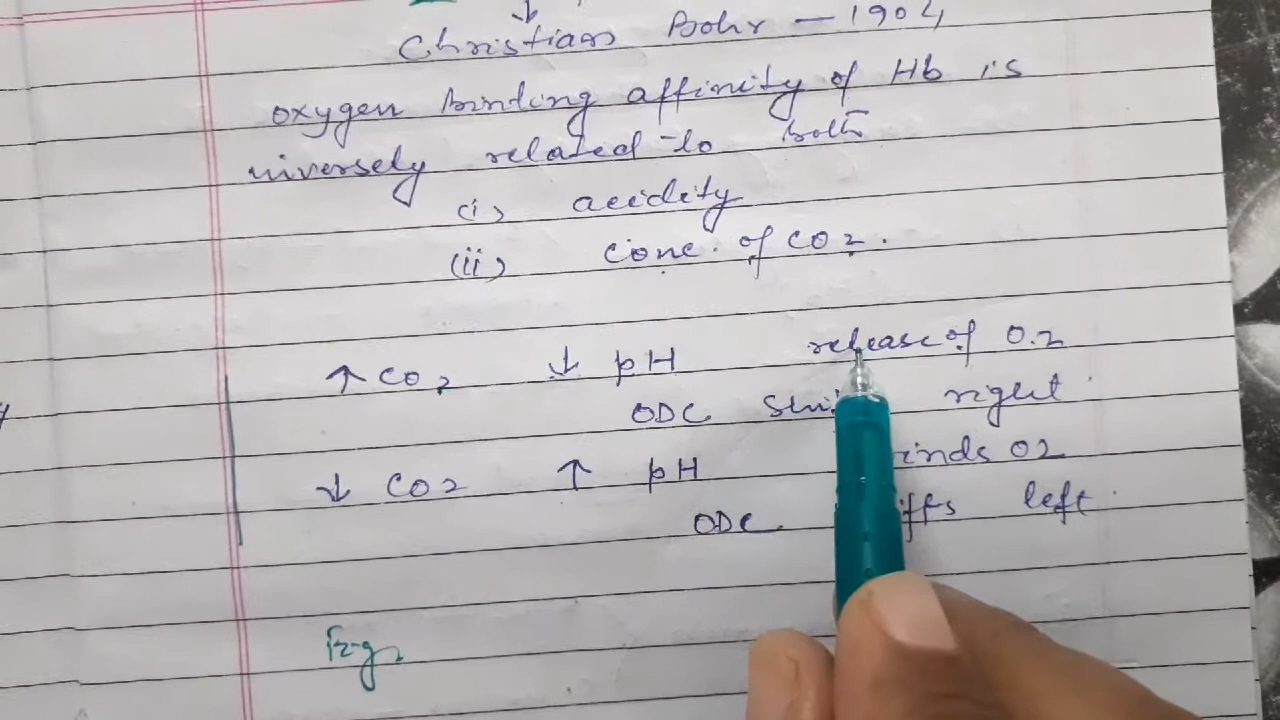 Christian Bohr - 1904
oxygen binding affinity of Hb is
inversely related to both
(i) acidity
(ii) conc. of CO2.
↑ CO2 ↓ pH release of O2
ODC right
↓ CO2 ↑ pH O2
ODC left
E.g.